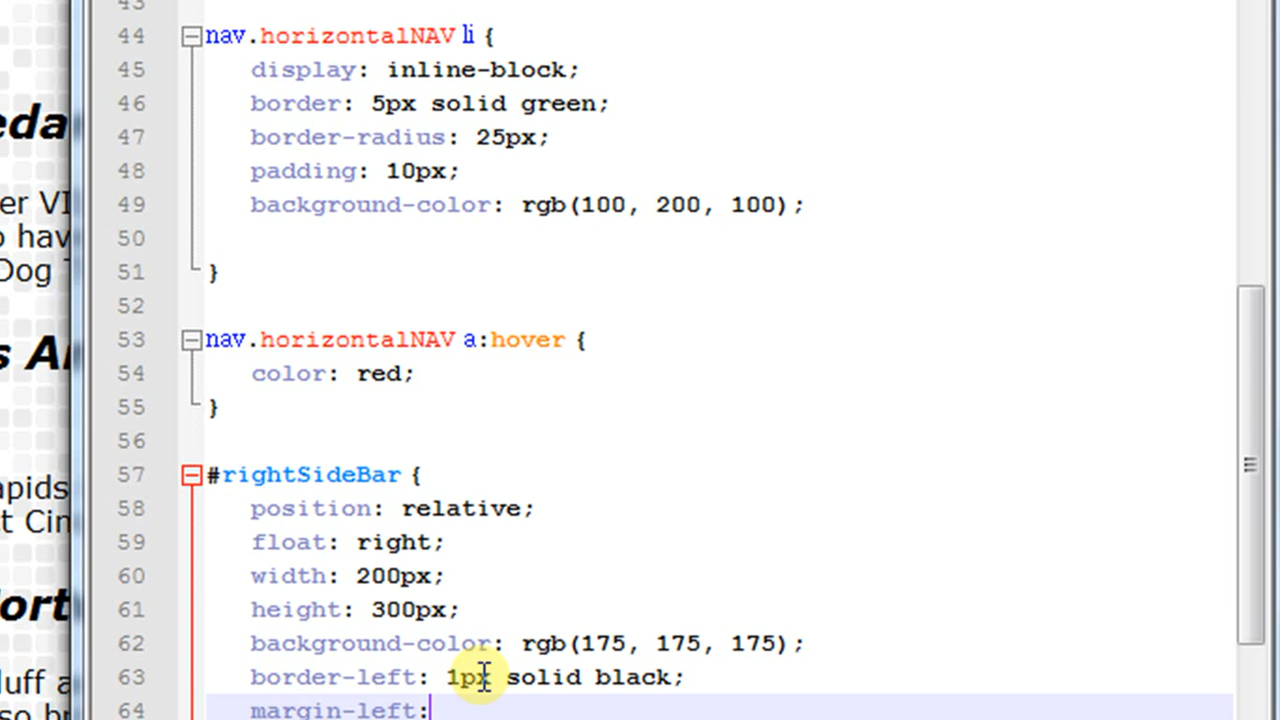 43
44 nav.horizontalNAV li {
45 display: inline-block;
46 border: 5px solid green;
47 border-radius: 25px;
48 padding: 10px;
49 background-color: rgb(100, 200, 100);
50
51 }
52
53 nav.horizontalNAV a:hover {
54 color: red;
55 }
56
57 #rightSideBar {
58 position: relative;
59 float: right;
60 width: 200px;
61 height: 300px;
62 background-color: rgb(175, 175, 175);
63 border-left: 1px solid black;
64 margin-left:
eda
er VI
o hav
Dog
s A
apids
t Cin
ort
luff a
so br